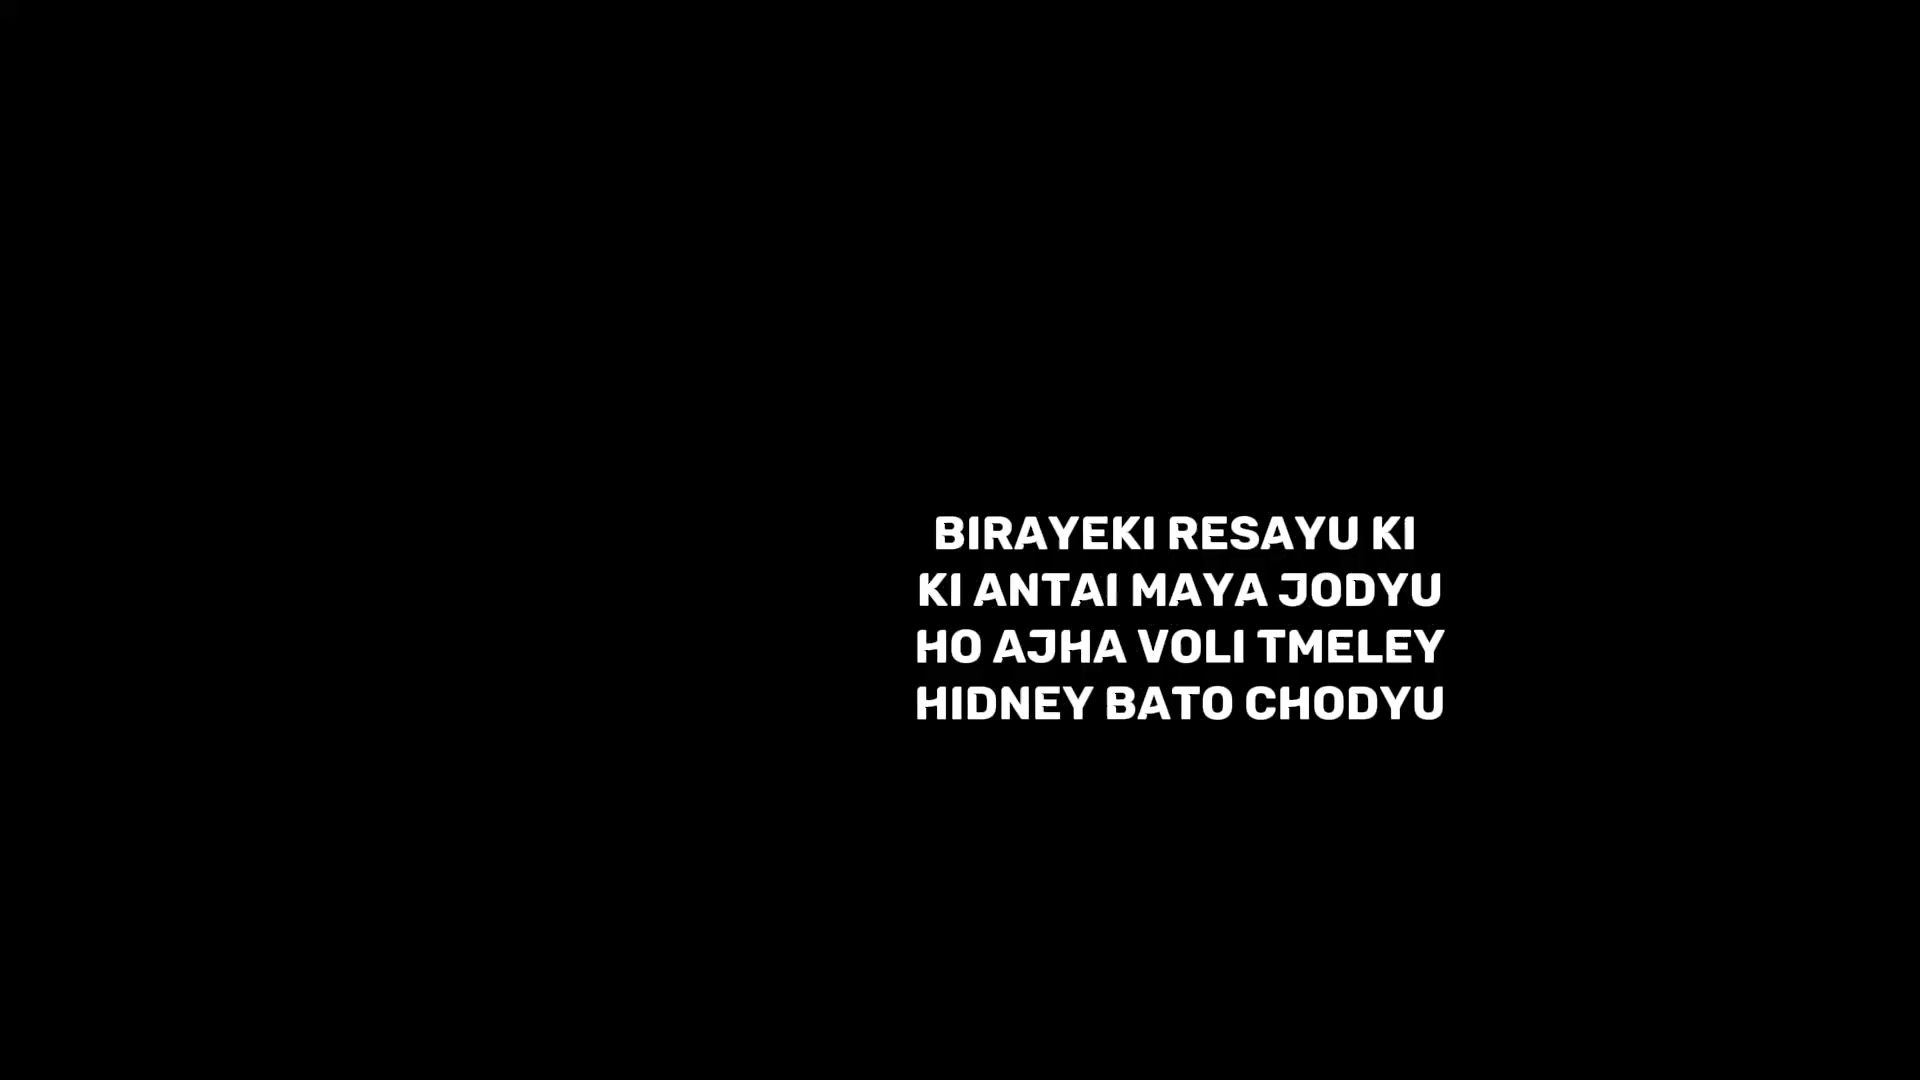 BIRAYEKI RESAYU KI
KI ANTAI MAYA JODYU
HO AJHA VOLI TMELEY
HIDNEY BATO CHODYU